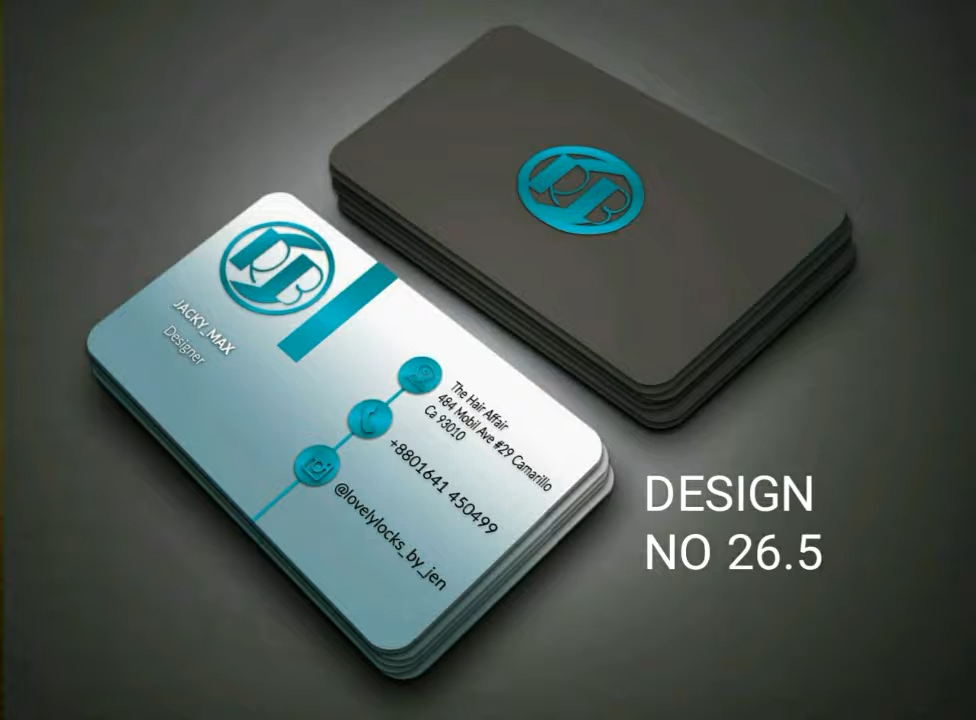 JACKY_MAX
Designer
The Hair Affair
484 Mobil Ave #29 Camarillo
Ca 93010
+8801641 450499
@lovelylocks_by_jen
DESIGN
NO 26.5